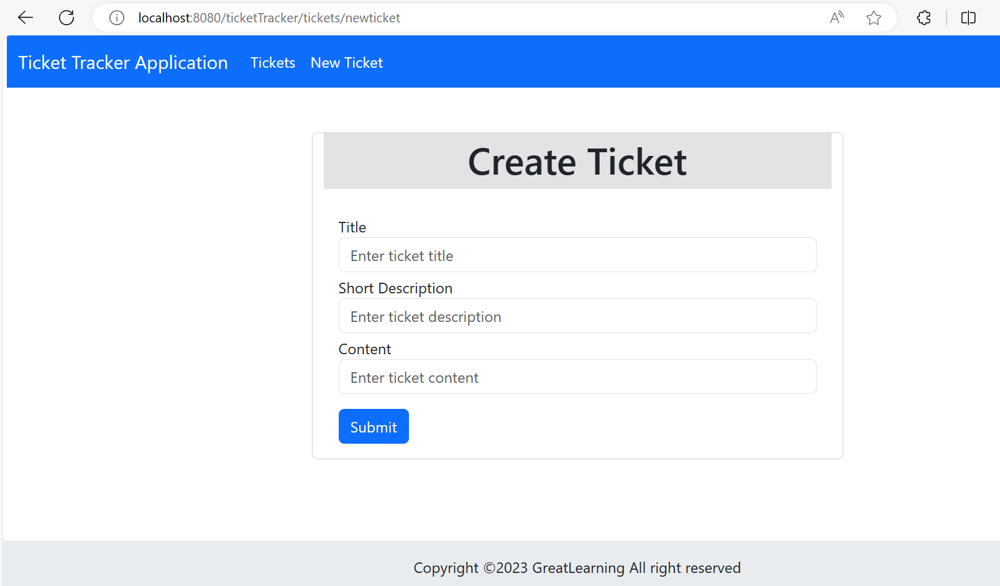 localhost:8080/ticketTracker/tickets/newticket
Ticket Tracker Application Tickets New Ticket
Create Ticket
Title
Enter ticket title
Short Description
Enter ticket description
Content
Enter ticket content
Submit
Copyright ©2023 GreatLearning All right reserved